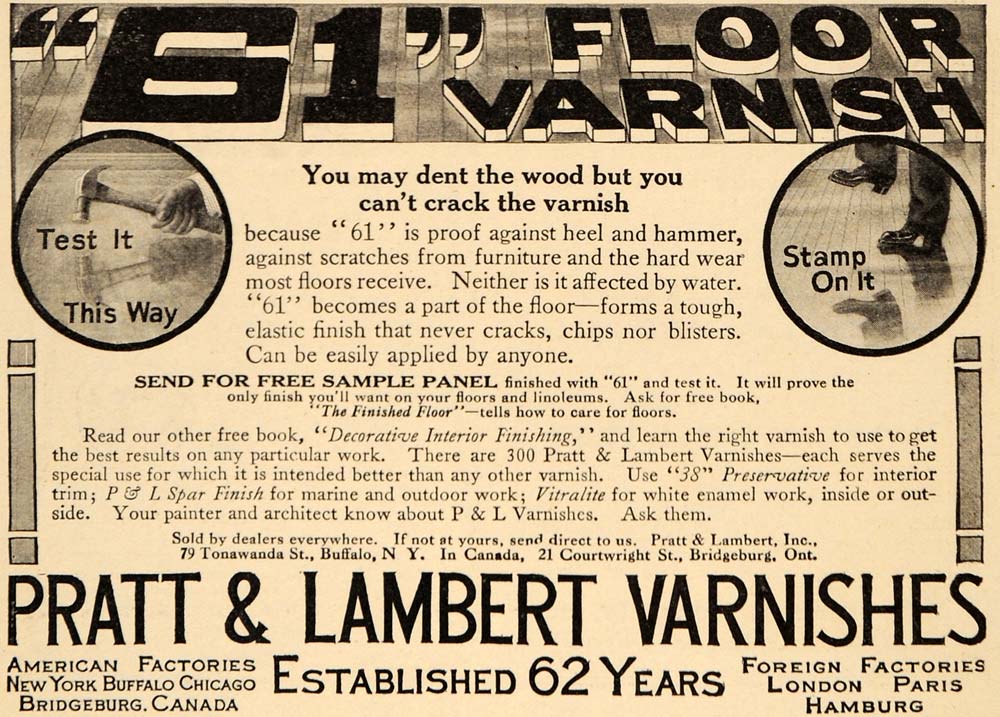 "61" FLOOR
VARNISH
You may dent the wood but you
can't crack the varnish
Test It
This Way
because "61" is proof against heel and hammer,
against scratches from furniture and the hard wear
most floors receive. Neither is it affected by water.
"61" becomes a part of the floor—forms a tough,
elastic finish that never cracks, chips nor blisters.
Can be easily applied by anyone.
Stamp
On It
SEND FOR FREE SAMPLE PANEL finished with "61" and test it. It will prove the
only finish you'll want on your floors and linoleums. Ask for free book,
"The Finished Floor"—tells how to care for floors.
Read our other free book, "Decorative Interior Finishing," and learn the right varnish to use to get
the best results on any particular work. There are 300 Pratt & Lambert Varnishes—each serves the
special use for which it is intended better than any other varnish. Use "38" Preservative for interior
trim; P & L Spar Finish for marine and outdoor work; Vitralite for white enamel work, inside or out-
side. Your painter and architect know about P & L Varnishes. Ask them.
Sold by dealers everywhere. If not at yours, send direct to us. Pratt & Lambert, Inc.,
79 Tonawanda St., Buffalo, N Y. In Canada, 21 Courtwright St., Bridgeburg, Ont.
PRATT & LAMBERT VARNISHES
AMERICAN FACTORIES
NEW YORK BUFFALO CHICAGO
BRIDGEBURG. CANADA
ESTABLISHED 62 YEARS
FOREIGN FACTORIES
LONDON PARIS
HAMBURG